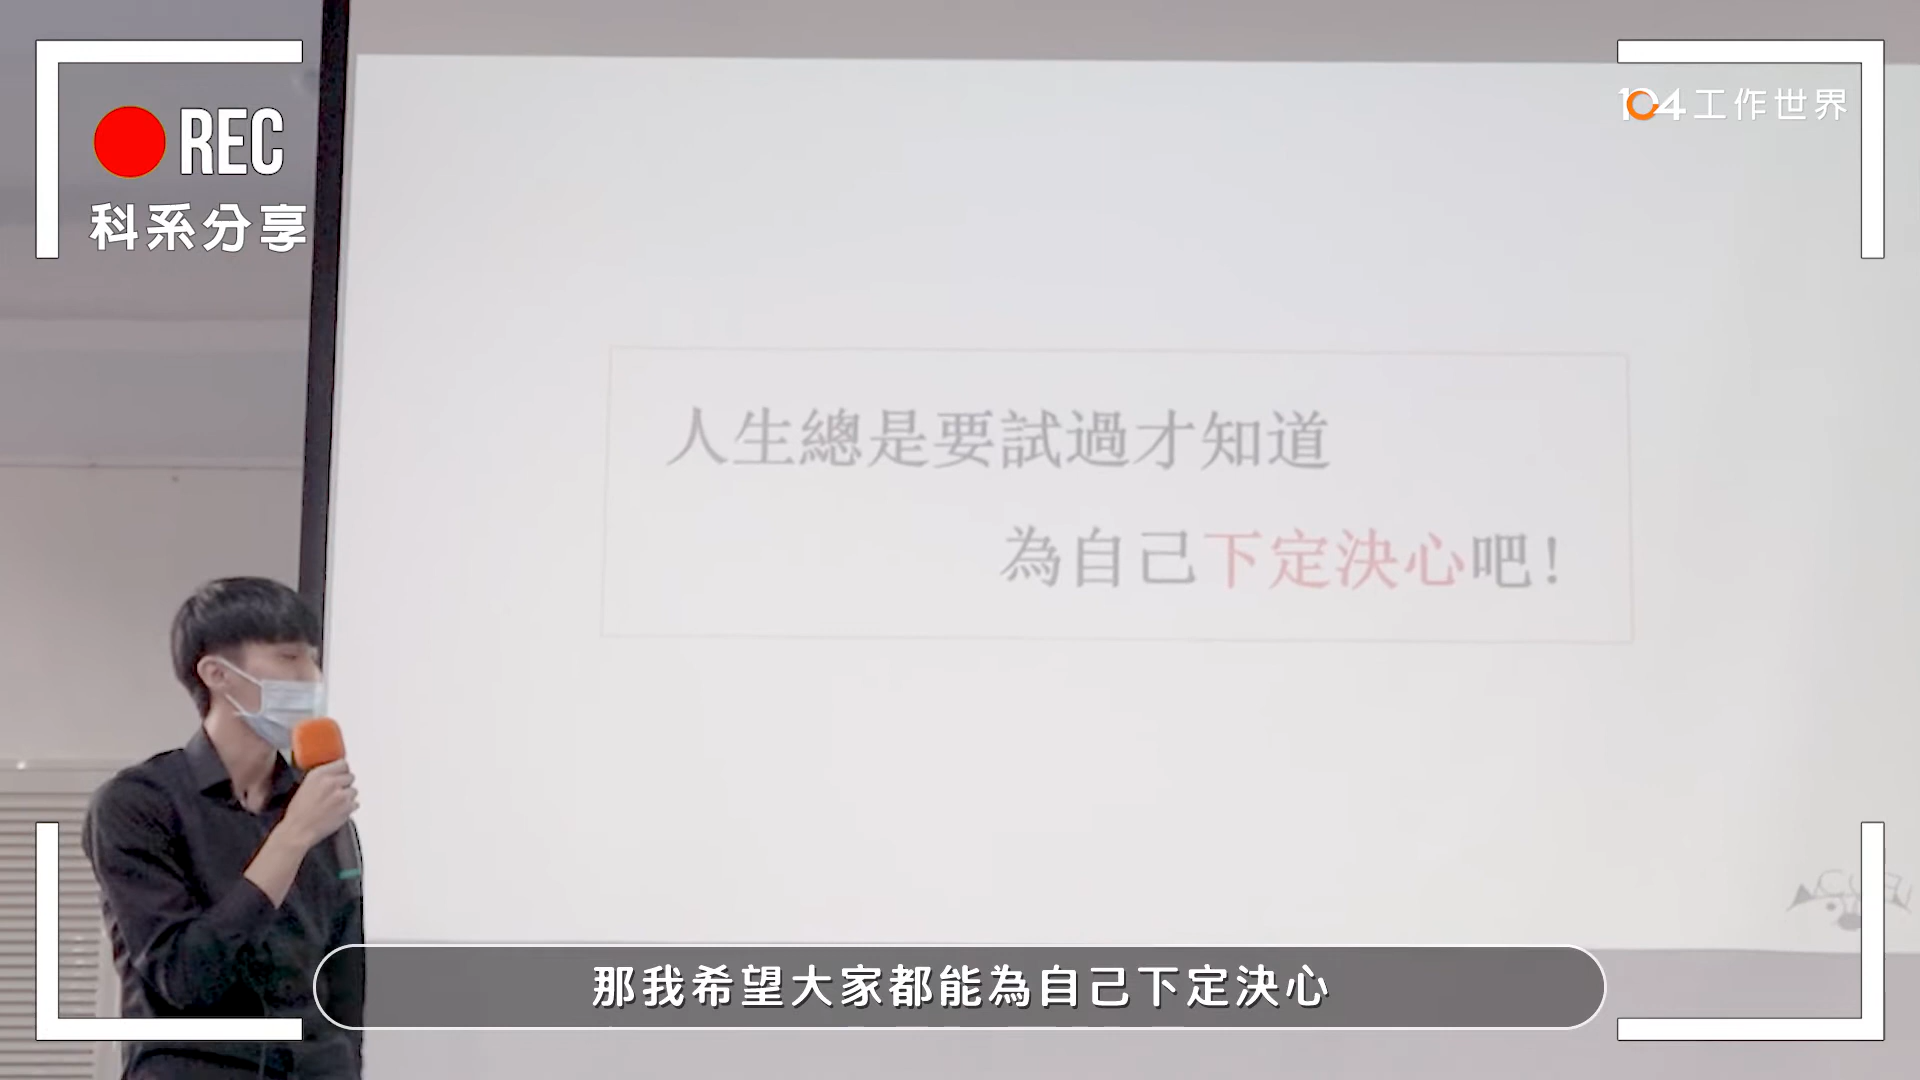 REC
科系分享
104工作世界
人生總是要試過才知道
為自己下定決心吧!
那我希望大家都能為自己下定決心